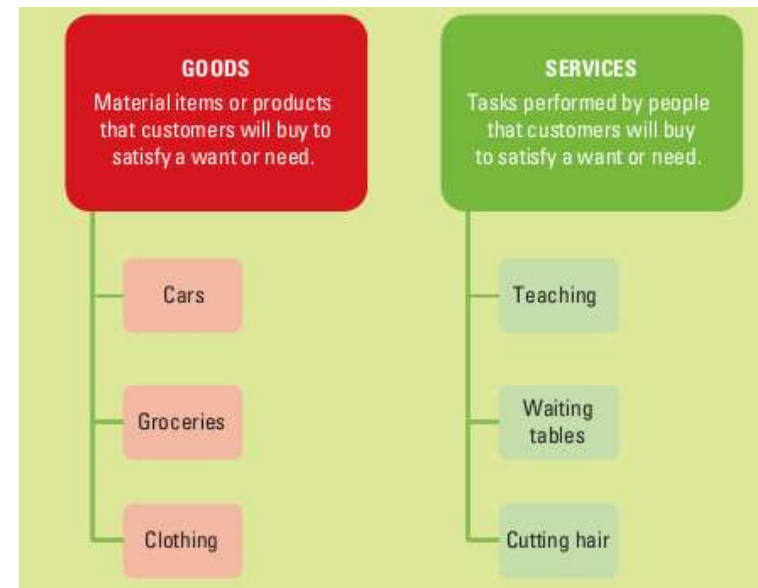 GOODS
Material items or products
that customers will buy to
satisfy a want or need.
Cars
Groceries
Clothing
SERVICES
Tasks performed by people
that customers will buy
to satisfy a want or need.
Teaching
Waiting
tables
Cutting hair